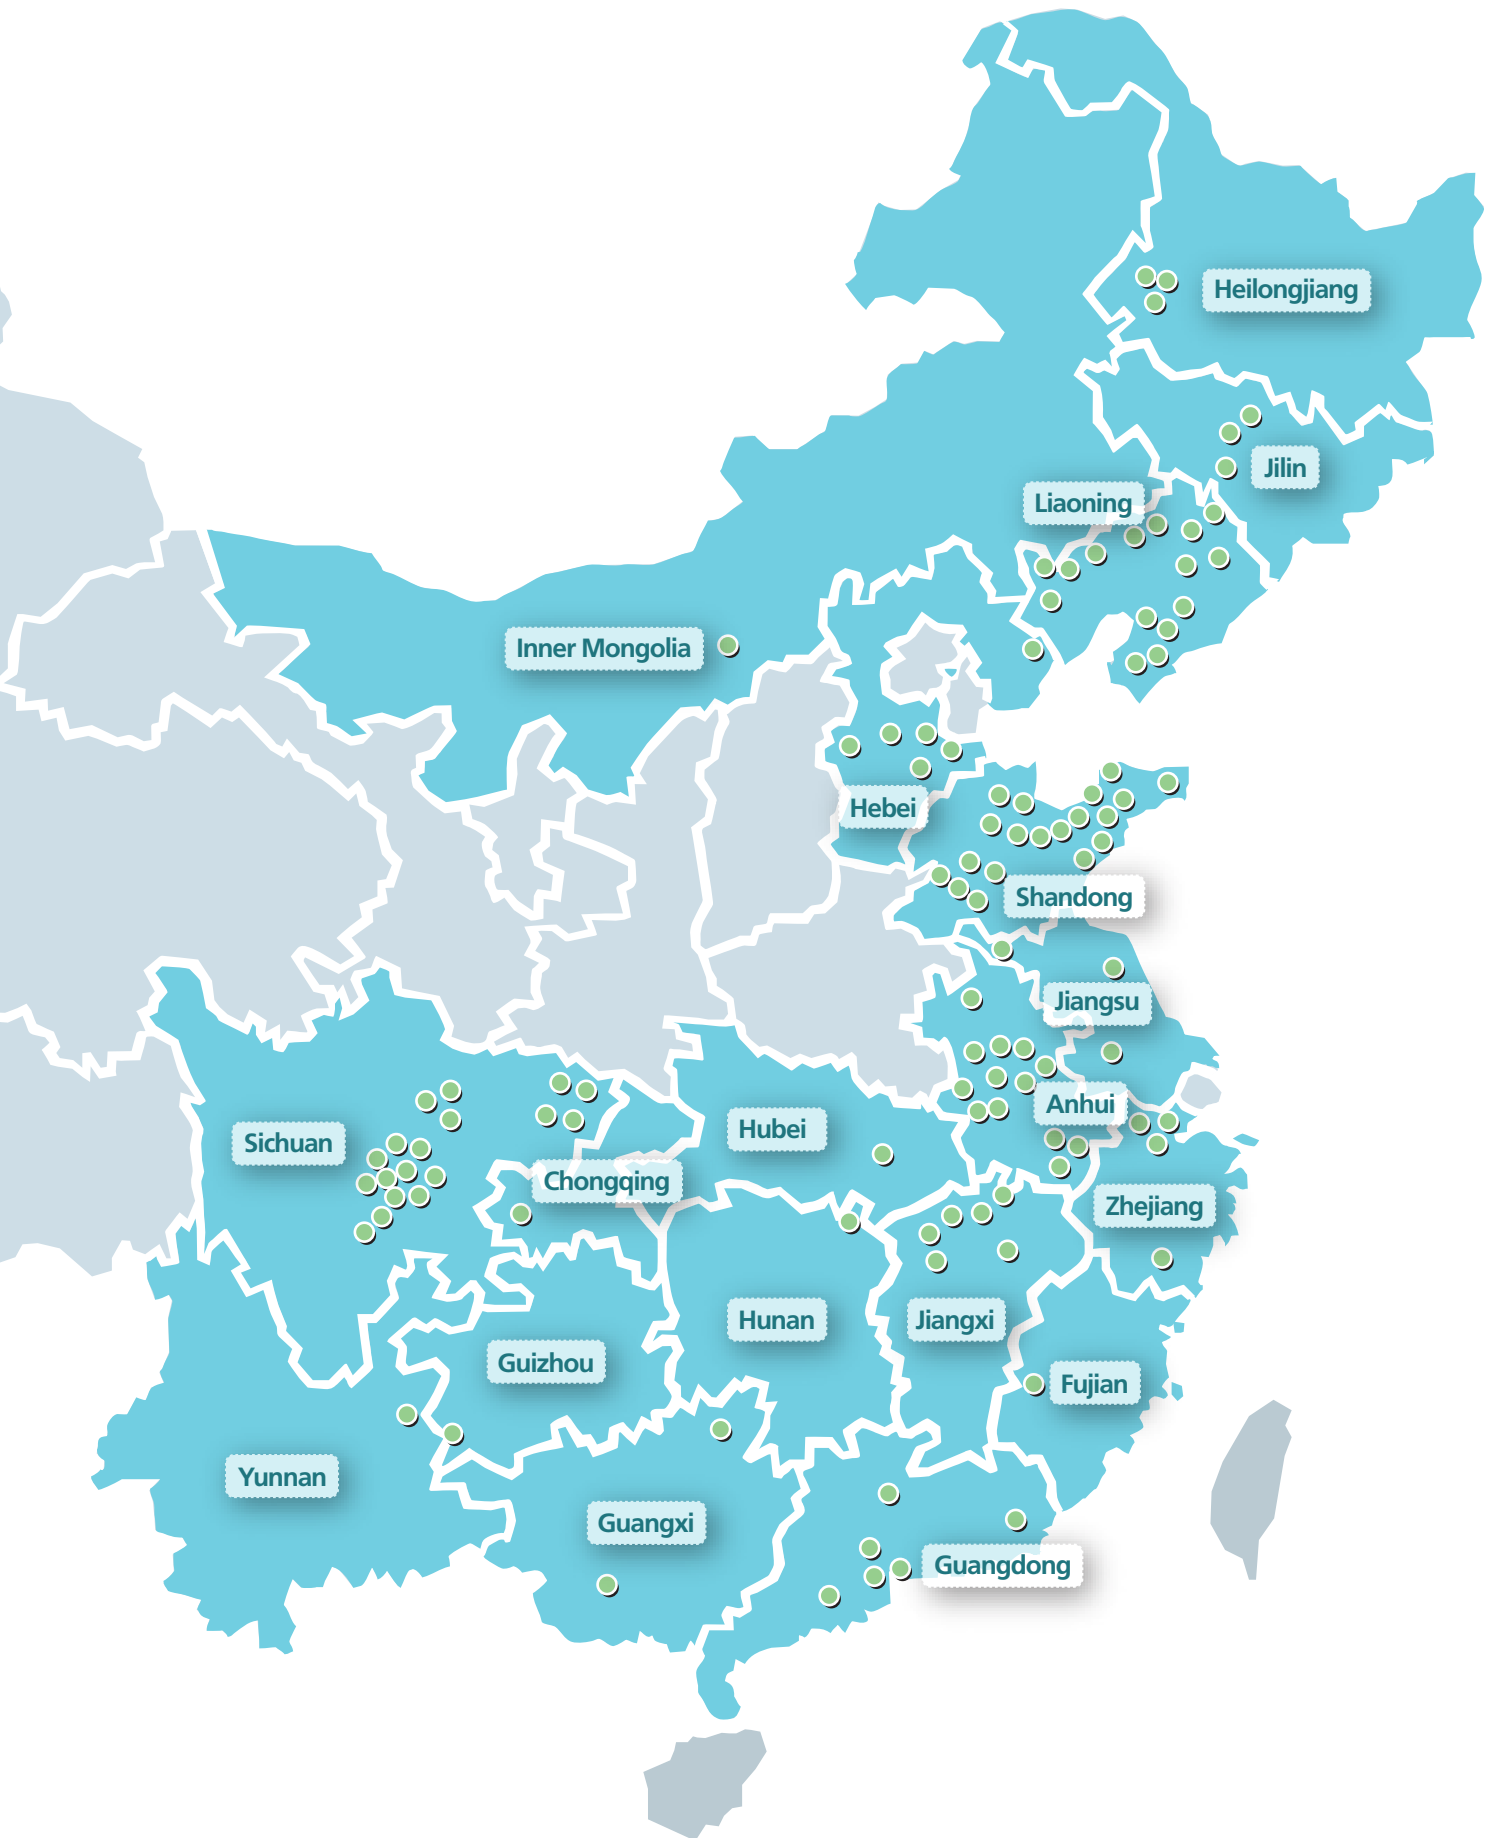 Heilongjiang
Jilin
Liaoning
Inner Mongolia
Hebei
Shandong
Jiangsu
Anhui
Hubei
Sichuan
Chongqing
Zhejiang
Hunan
Jiangxi
Guizhou
Fujian
Yunnan
Guangxi
Guangdong